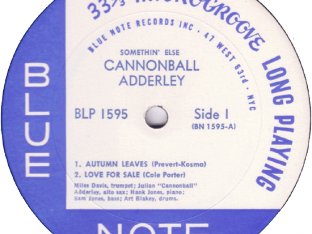 33⅓ MICROGROOVE LONG PLAYING
BLUE NOTE RECORDS INC · 47 WEST 63rd · NYC
SOMETHIN' ELSE
CANNONBALL
ADDERLEY
BLP 1595 Side 1
(BN 1595-A)
1. AUTUMN LEAVES (Prevert-Kosma)
2. LOVE FOR SALE (Cole Porter)
Miles Davis, trumpet; Julian "Cannonball"
Adderley, alto sax; Hank Jones, piano;
Sam Jones, bass; Art Blakey, drums.
BLUE
NOTE